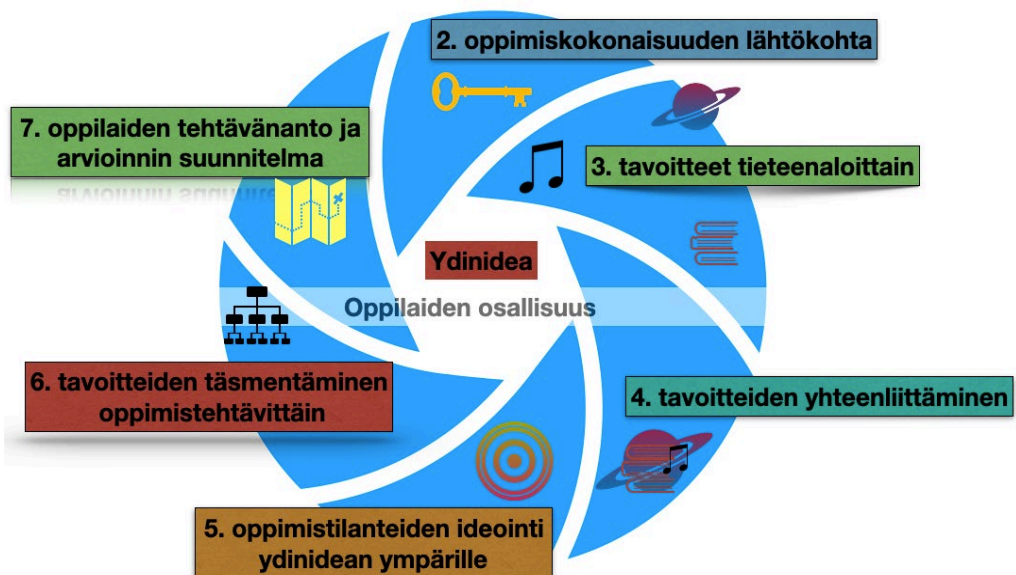 2. oppimiskokonaisuuden lähtökohta
3. tavoitteet tieteenaloittain
4. tavoitteiden yhteenliittäminen
5. oppimistilanteiden ideointi
ydinidean ympärille
6. tavoitteiden täsmentäminen
oppimistehtävittäin
7. oppilaiden tehtävänanto ja
arvioinnin suunnitelma
Ydinidea
Oppilaiden osallisuus